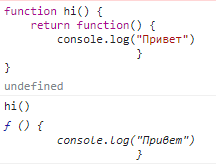 function hi() {
return function() {
console.log("Привет")
}
}
undefined
hi()
ƒ () {
console.log("Привет")
}